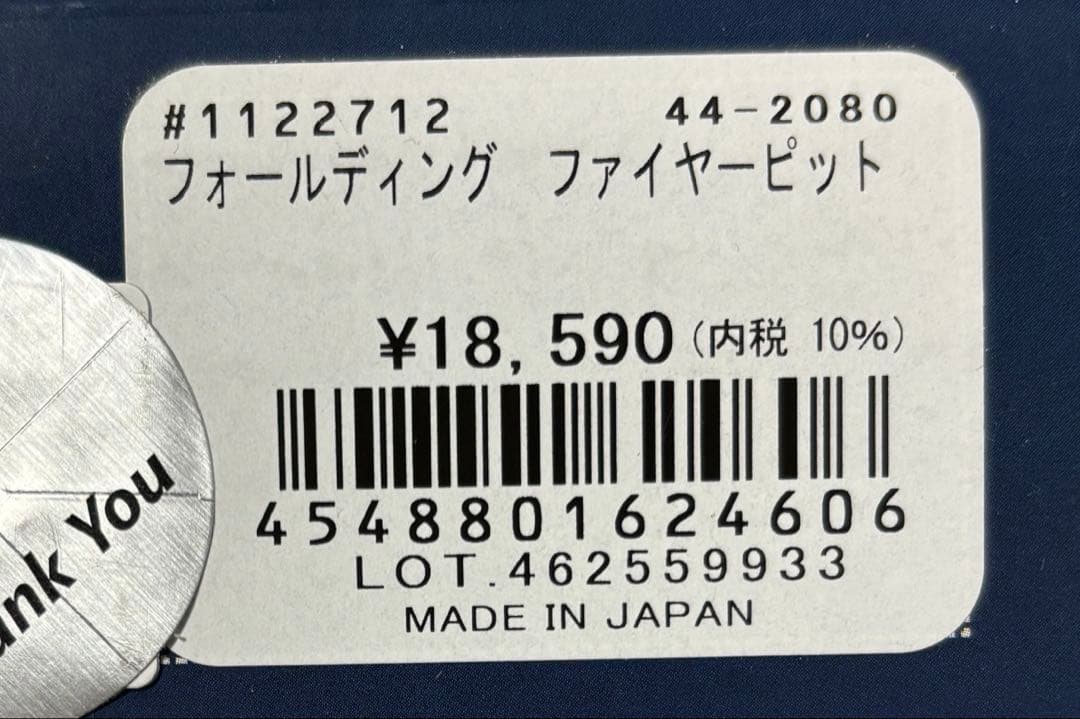 #1122712 44-2080
フォールディング ファイヤーピット
¥18,590 (内税 10%)
4548801624606
LOT.462559933
MADE IN JAPAN
You